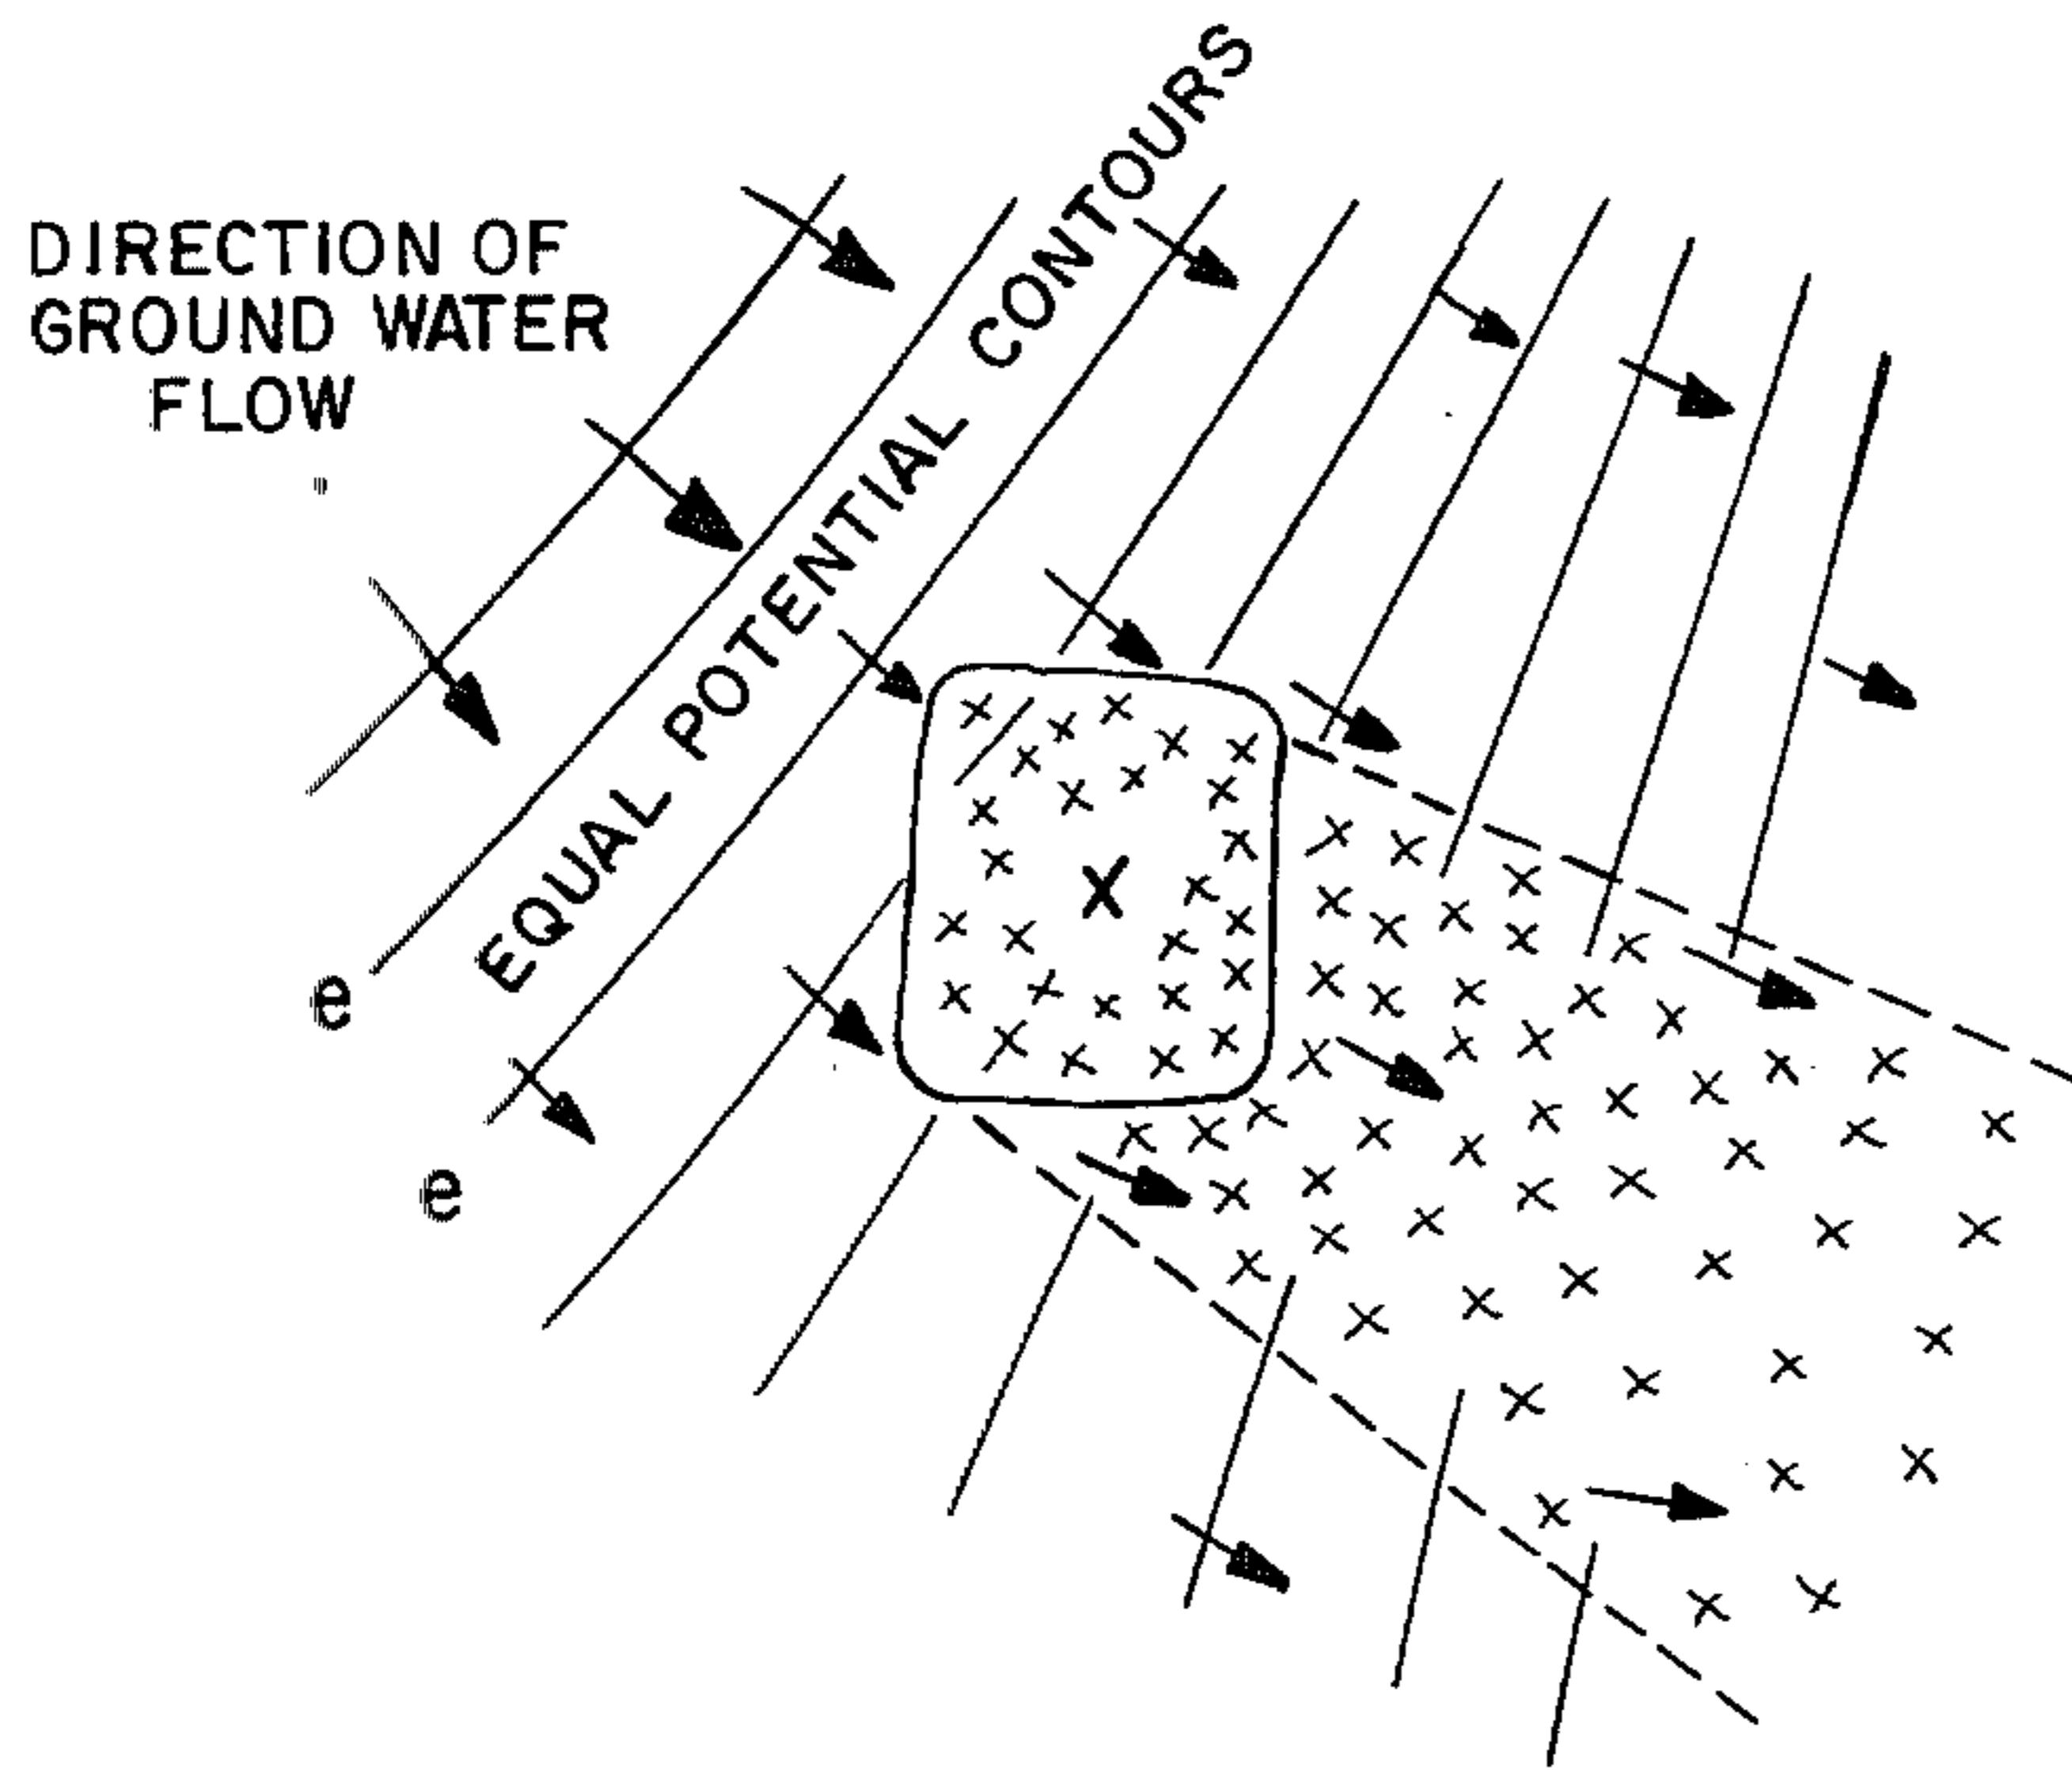 DIRECTION OF
GROUND WATER
FLOW
EQUAL POTENTIAL CONTOURS
e
e
X